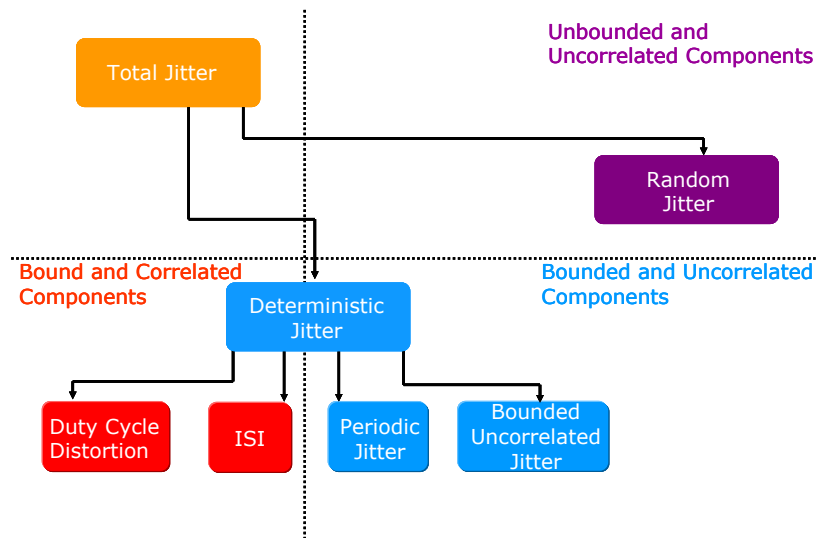 Unbounded and
Uncorrelated Components
Total Jitter
Random
Jitter
Bound and Correlated
Components
Bounded and Uncorrelated
Components
Deterministic
Jitter
Duty Cycle
Distortion
ISI
Periodic
Jitter
Bounded
Uncorrelated
Jitter